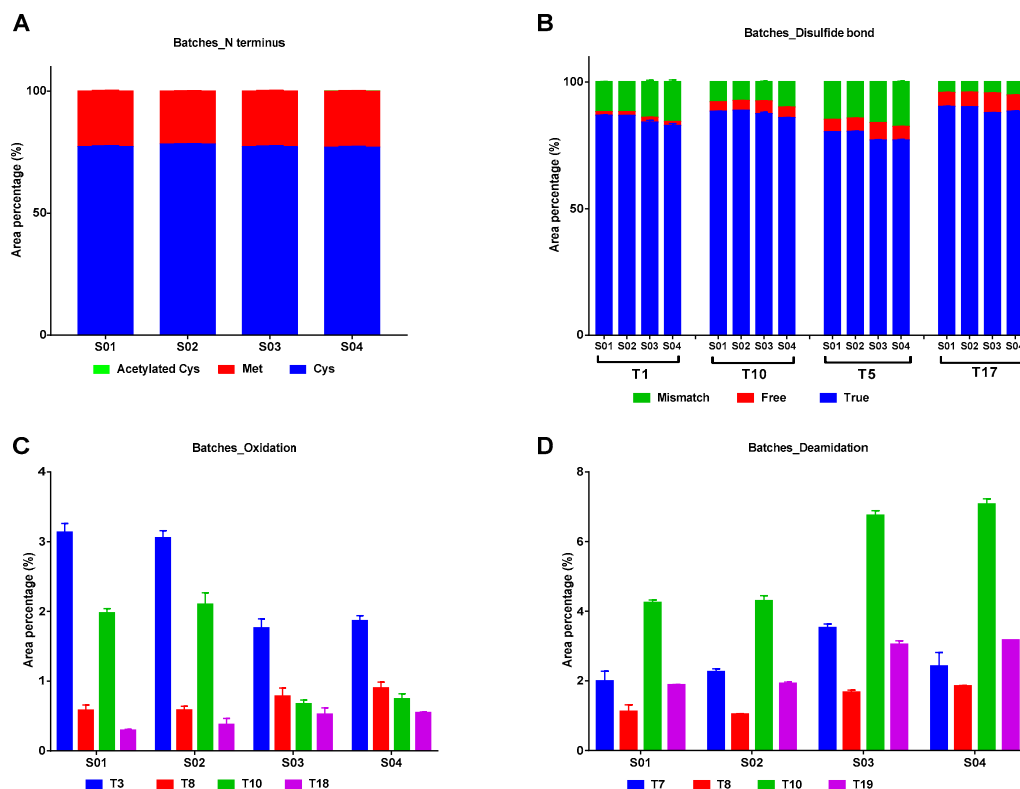 A
Batches_N terminus
Area percentage (%)
100
50
0
S01 S02 S03 S04
Acetylated Cys Met Cys
B
Batches_Disulfide bond
Area percentage (%)
100
50
0
S01 S02 S03 S04 S01 S02 S03 S04 S01 S02 S03 S04 S01 S02 S03 S04
T1 T10 T5 T17
Mismatch Free True
C
Batches_Oxidation
Area percentage (%)
4
3
2
1
0
S01 S02 S03 S04
T3 T8 T10 T18
D
Batches_Deamidation
Area percentage (%)
8
6
4
2
0
S01 S02 S03 S04
T7 T8 T10 T19